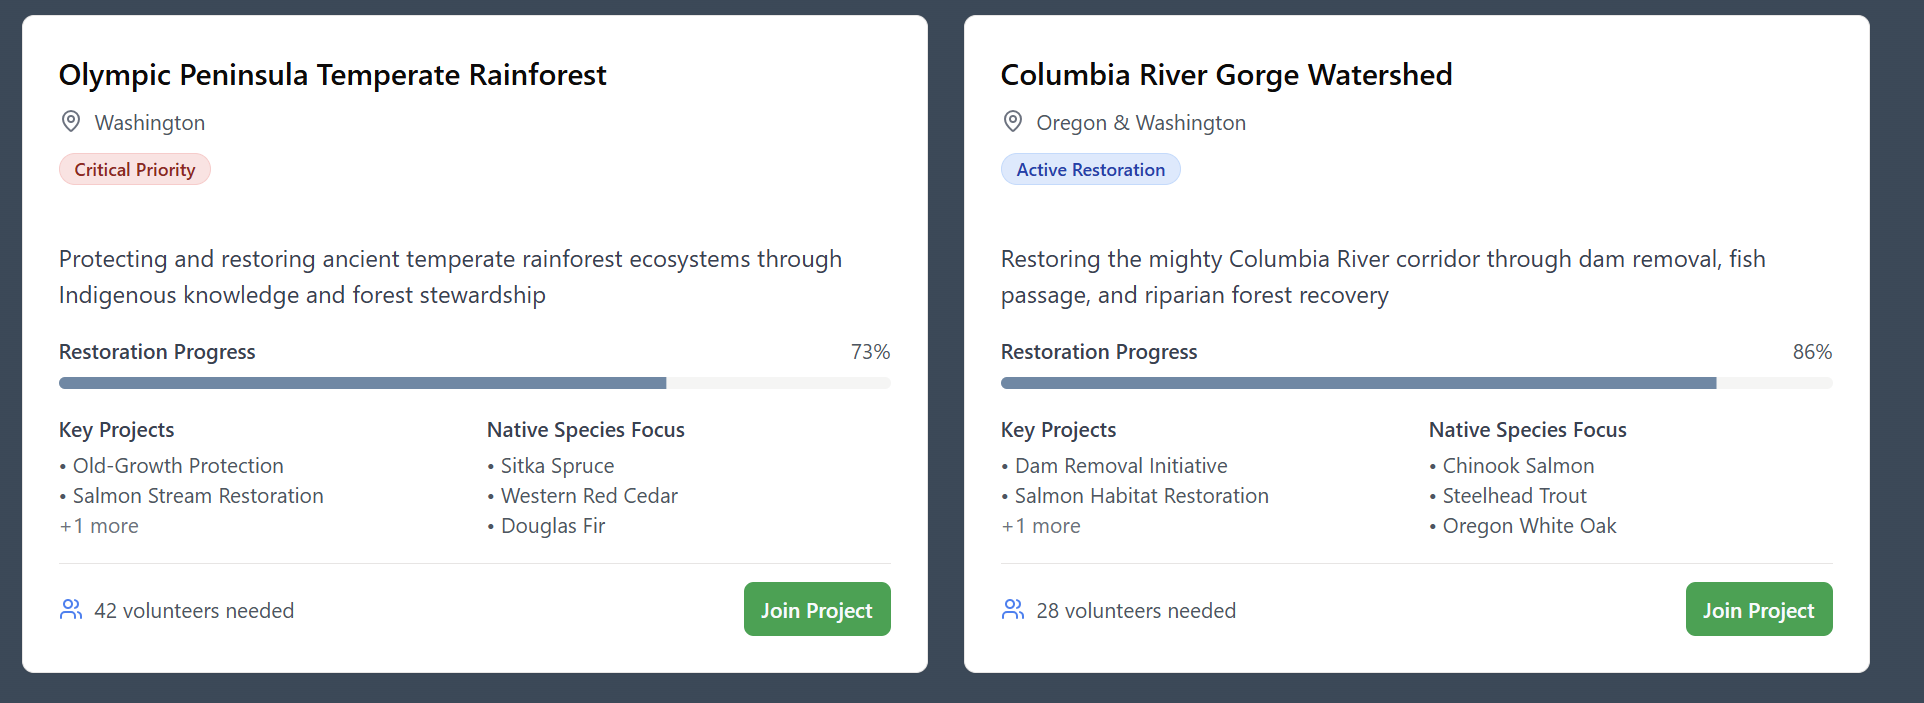 Olympic Peninsula Temperate Rainforest
Washington
Critical Priority
Protecting and restoring ancient temperate rainforest ecosystems through
Indigenous knowledge and forest stewardship
Restoration Progress
73%
Key Projects
• Old-Growth Protection
• Salmon Stream Restoration
+1 more
Native Species Focus
• Sitka Spruce
• Western Red Cedar
• Douglas Fir
42 volunteers needed
Join Project
Columbia River Gorge Watershed
Oregon & Washington
Active Restoration
Restoring the mighty Columbia River corridor through dam removal, fish
passage, and riparian forest recovery
Restoration Progress
86%
Key Projects
• Dam Removal Initiative
• Salmon Habitat Restoration
+1 more
Native Species Focus
• Chinook Salmon
• Steelhead Trout
• Oregon White Oak
28 volunteers needed
Join Project